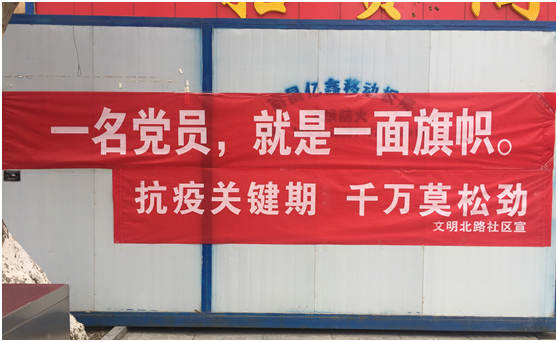 一名党员，就是一面旗帜。
抗疫关键期 千万莫松劲
文明北路社区宣